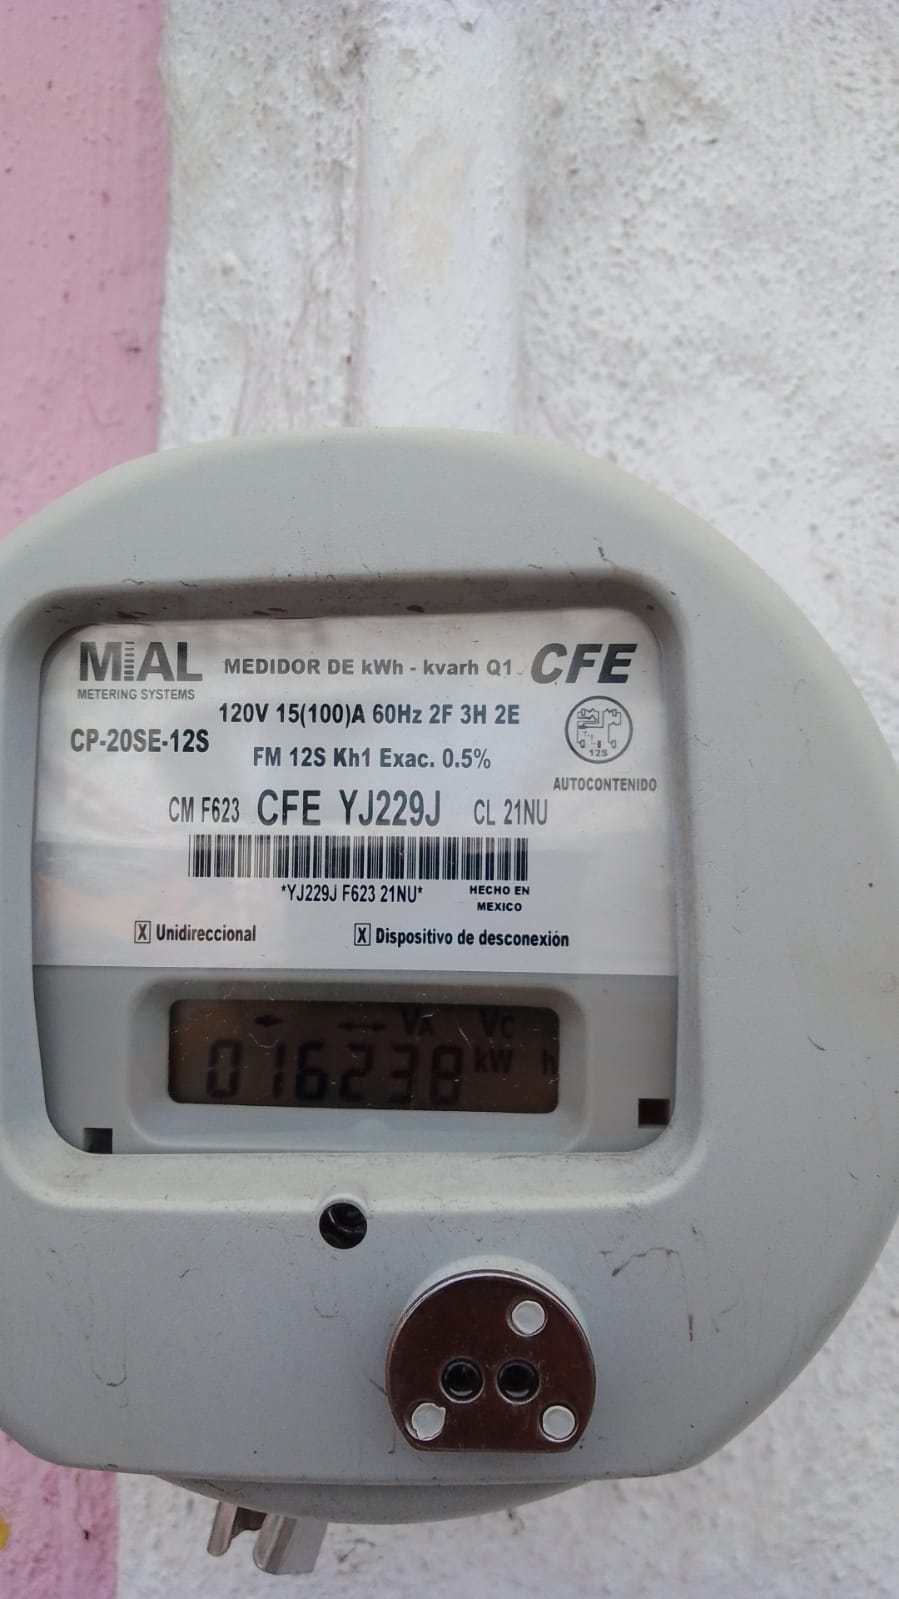 MIAL
METERING SYSTEMS
MEDIDOR DE kWh - kvarh Q1
CFE
120V 15(100)A 60Hz 2F 3H 2E
CP-20SE-12S
FM 12S Kh1 Exac. 0.5%
12S
AUTOCONTENIDO
CM F623 CFE YJ229J CL 21NU
*YJ229J F623 21NU*
HECHO EN
MEXICO
X Unidireccional
X Dispositivo de desconexión
VA VC
016238 kW h